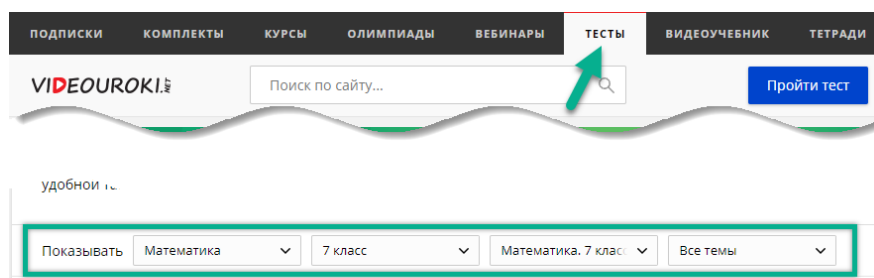 ПОДПИСКИ КОМПЛЕКТЫ КУРСЫ ОЛИМПИАДЫ ВЕБИНАРЫ ТЕСТЫ ВИДЕОУЧЕБНИК ТЕТРАДИ
VIDEOUROKI.NET Поиск по сайту... Пройти тест
удобной
Показывать Математика 7 класс Математика. 7 класс Все темы